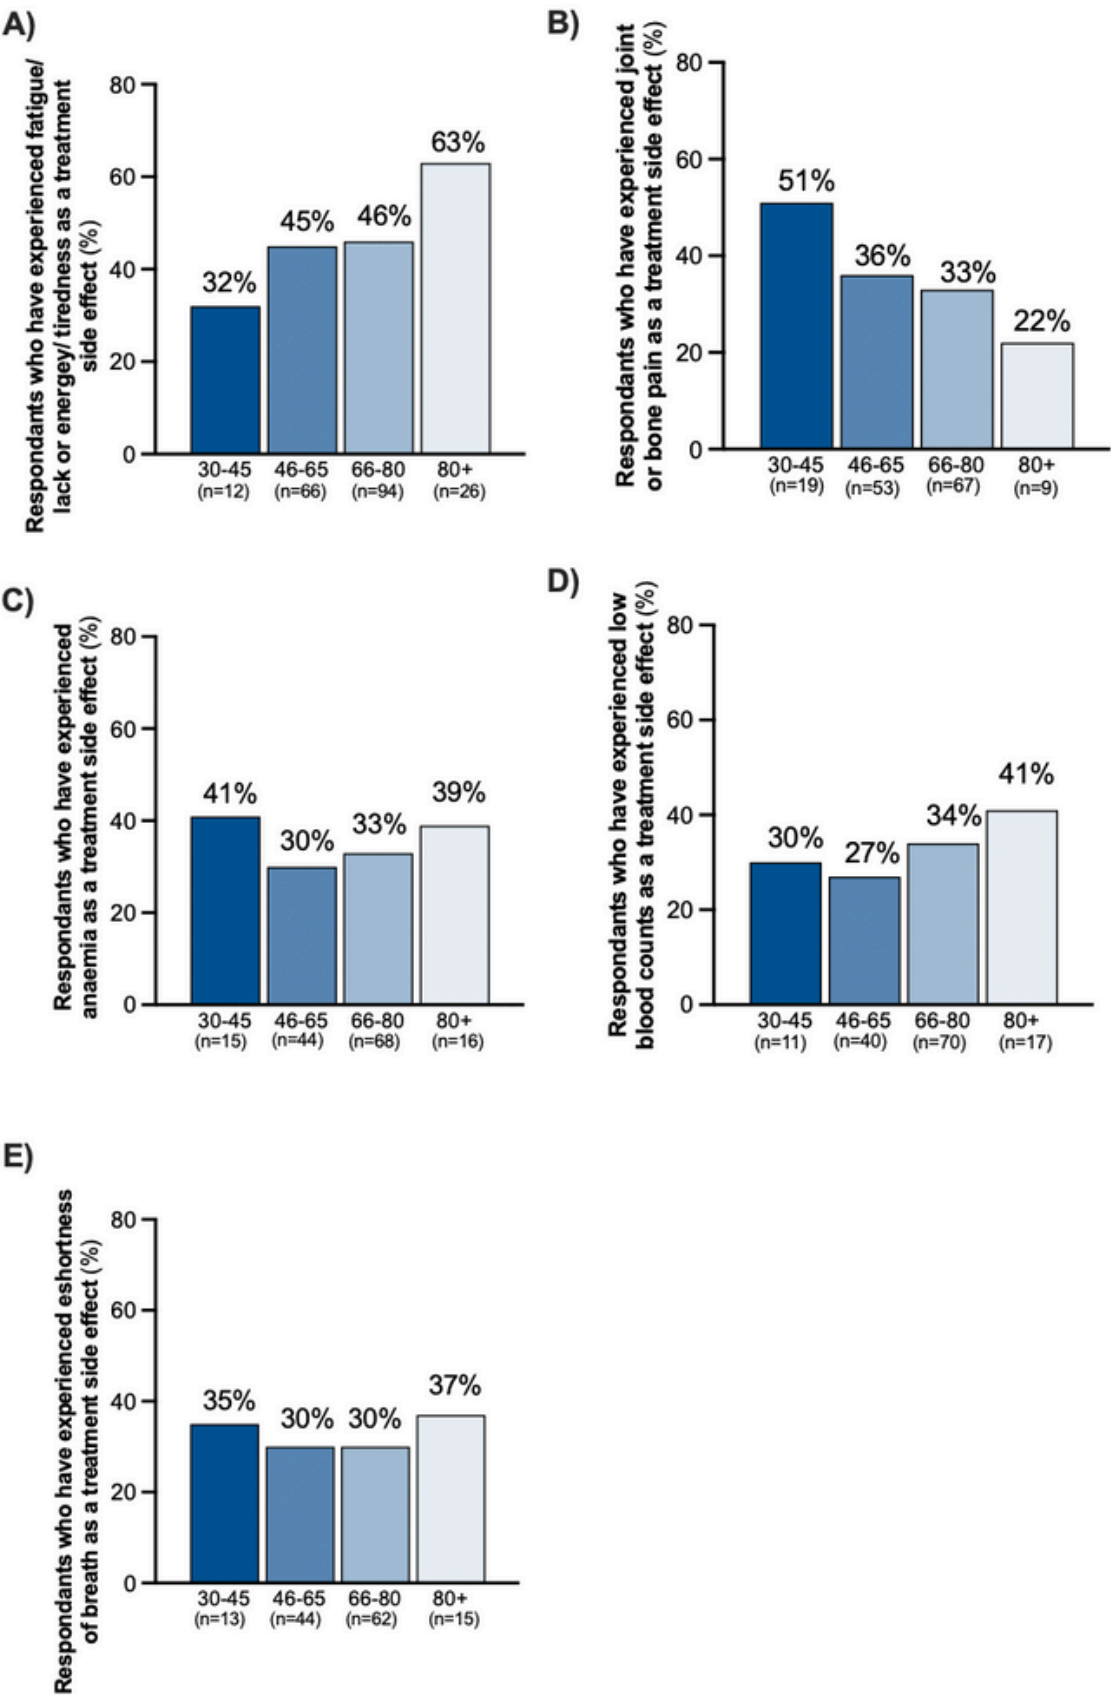 A)
Respondants who have experienced fatigue/
lack or energey/ tiredness as a treatment
side effect (%)
80
60
40
20
0
32%
45%
46%
63%
30-45
(n=12)
46-65
(n=66)
66-80
(n=94)
80+
(n=26)
B)
Respondants who have experienced joint
or bone pain as a treatment side effect (%)
80
60
40
20
0
51%
36%
33%
22%
30-45
(n=19)
46-65
(n=53)
66-80
(n=67)
80+
(n=9)
C)
Respondants who have experienced
anaemia as a treatment side effect (%)
80
60
40
20
0
41%
30%
33%
39%
30-45
(n=15)
46-65
(n=44)
66-80
(n=68)
80+
(n=16)
D)
Respondants who have experienced low
blood counts as a treatment side effect (%)
80
60
40
20
0
30%
27%
34%
41%
30-45
(n=11)
46-65
(n=40)
66-80
(n=70)
80+
(n=17)
E)
Respondants who have experienced eshortness
of breath as a treatment side effect (%)
80
60
40
20
0
35%
30%
30%
37%
30-45
(n=13)
46-65
(n=44)
66-80
(n=62)
80+
(n=15)